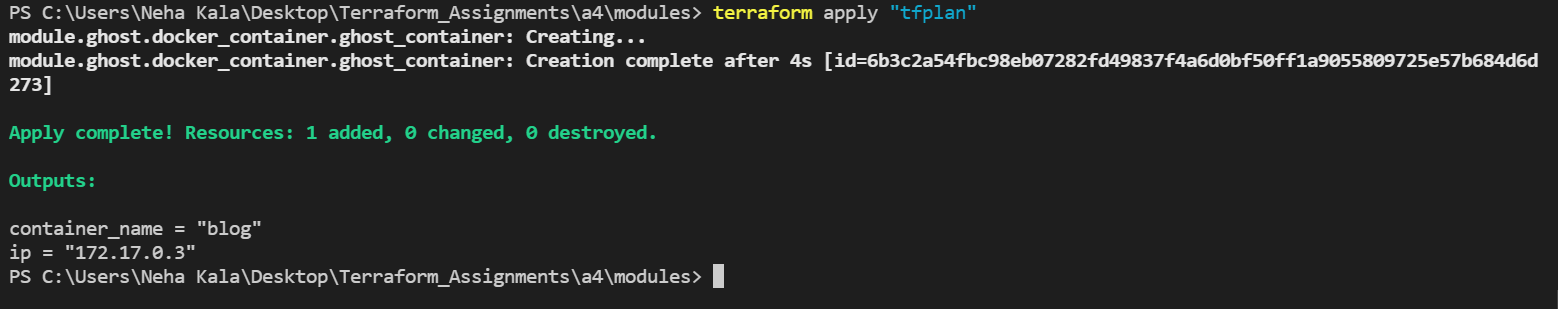 PS C:\Users\Neha Kala\Desktop\Terraform_Assignments\a4\modules> terraform apply "tfplan"
module.ghost.docker_container.ghost_container: Creating...
module.ghost.docker_container.ghost_container: Creation complete after 4s [id=6b3c2a54fbc98eb07282fd49837f4a6d0bf50ff1a9055809725e57b684d6d
273]
Apply complete! Resources: 1 added, 0 changed, 0 destroyed.
Outputs:
container_name = "blog"
ip = "172.17.0.3"
PS C:\Users\Neha Kala\Desktop\Terraform_Assignments\a4\modules>